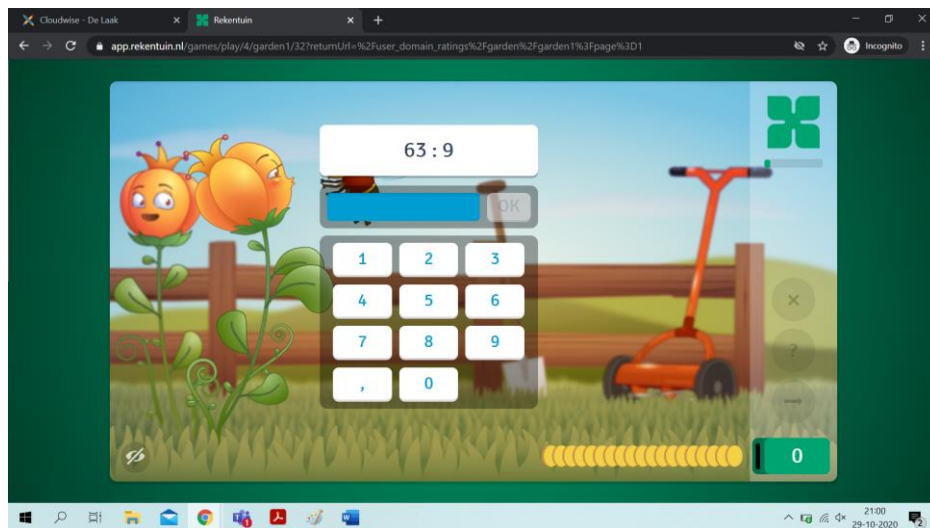 Cloudwise - De Laak
Rekentuin
app.rekentuin.nl/games/play/4/garden1/32?returnUrl=%2Fuser_domain_ratings%2Fgarden%2Fgarden1%3Fpage%3D1
Incognito
63 : 9
OK
1 2 3
4 5 6
7 8 9
, 0
?
0
21:00
29-10-2020
2